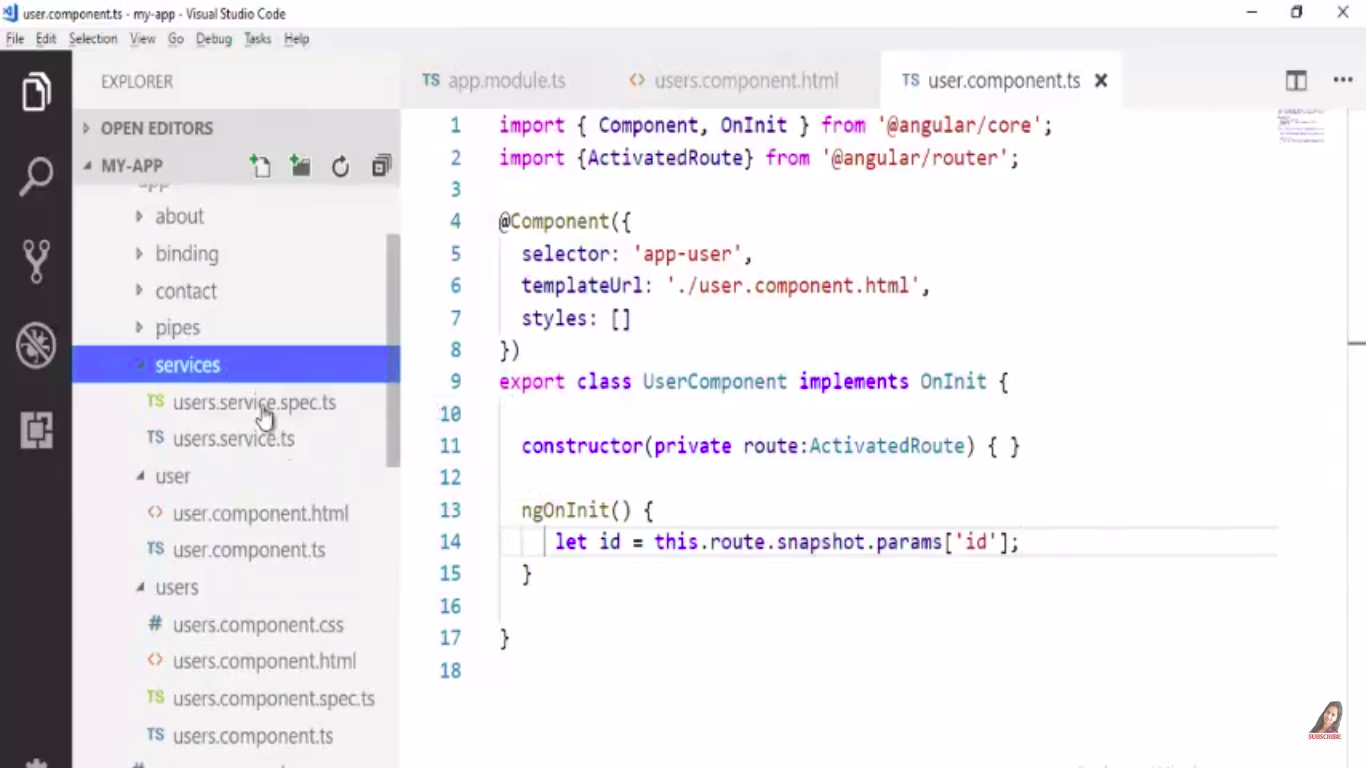 user.component.ts - my-app - Visual Studio Code
File Edit Selection View Go Debug Tasks Help
EXPLORER
OPEN EDITORS
MY-APP
app
about
binding
contact
pipes
services
TS users.service.spec.ts
TS users.service.ts
user
<> user.component.html
TS user.component.ts
users
# users.component.css
<> users.component.html
TS users.component.spec.ts
TS users.component.ts
TS app.module.ts
<> users.component.html
TS user.component.ts
1 import { Component, OnInit } from '@angular/core';
2 import {ActivatedRoute} from '@angular/router';
3
4 @Component({
5 selector: 'app-user',
6 templateUrl: './user.component.html',
7 styles: []
8 })
9 export class UserComponent implements OnInit {
10
11 constructor(private route:ActivatedRoute) { }
12
13 ngOnInit() {
14 let id = this.route.snapshot.params['id'];
15 }
16
17 }
18
SUBSCRIBE